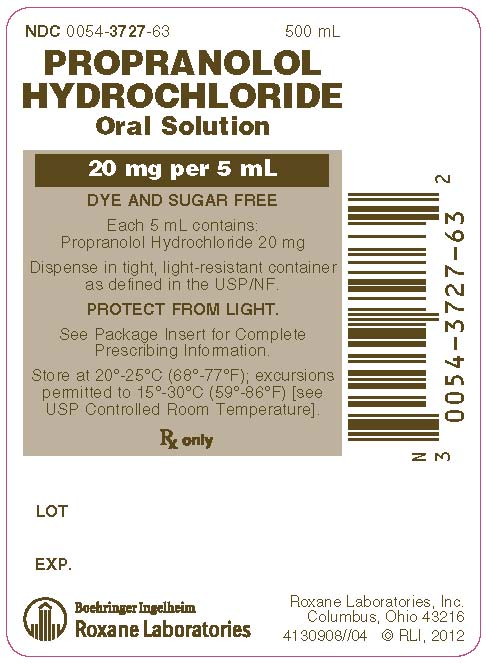 NDC 0054-3727-63 500 mL
PROPRANOLOL
HYDROCHLORIDE
Oral Solution
20 mg per 5 mL
DYE AND SUGAR FREE
Each 5 mL contains:
Propranolol Hydrochloride 20 mg
Dispense in tight, light-resistant container
as defined in the USP/NF.
PROTECT FROM LIGHT.
See Package Insert for Complete
Prescribing Information.
Store at 20°-25°C (68°-77°F); excursions
permitted to 15°-30°C (59°-86°F) [see
USP Controlled Room Temperature].
Rx only
N
3 0054-3727-63 2
LOT
EXP.
Boehringer Ingelheim
Roxane Laboratories
Roxane Laboratories, Inc.
Columbus, Ohio 43216
4130908//04 © RLI, 2012